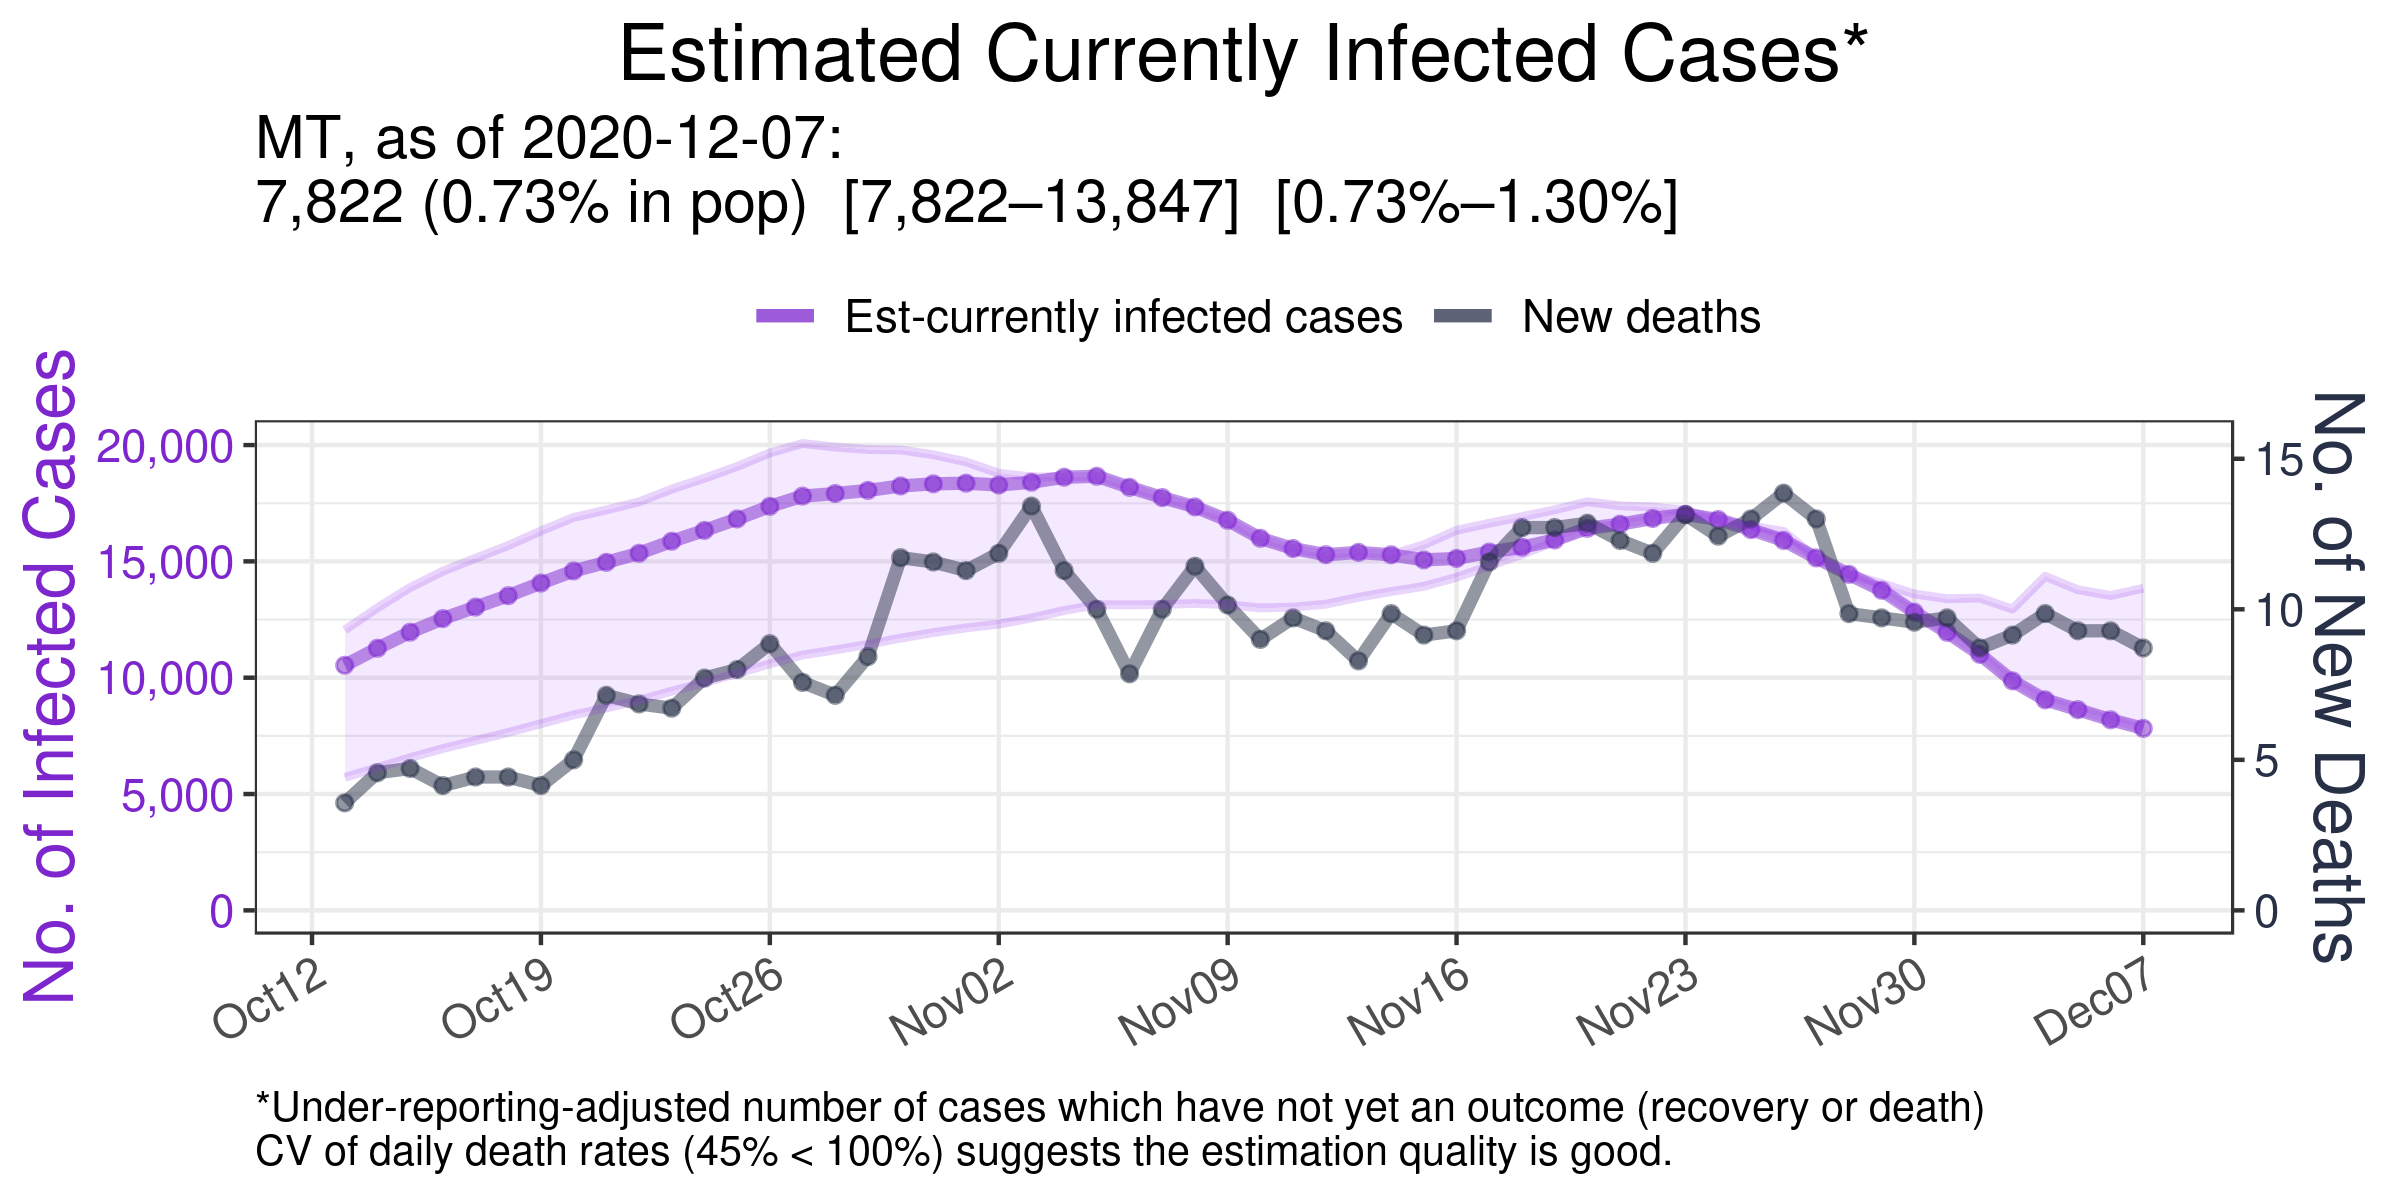 Estimated Currently Infected Cases*
MT, as of 2020-12-07:
7,822 (0.73% in pop)  [7,822–13,847]  [0.73%–1.30%]
Est-currently infected cases
New deaths
No. of Infected Cases
20,000
15,000
10,000
5,000
0
15
10
5
0
No. of New Deaths
Oct12
Oct19
Oct26
Nov02
Nov09
Nov16
Nov23
Nov30
Dec07
*Under-reporting-adjusted number of cases which have not yet an outcome (recovery or death)
CV of daily death rates (45% < 100%) suggests the estimation quality is good.